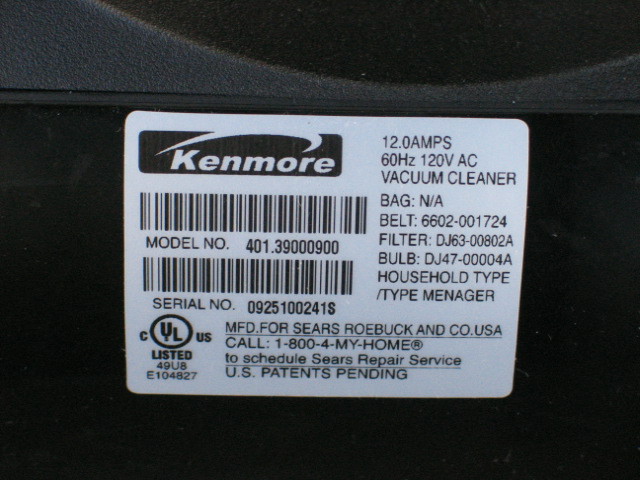 Kenmore
MODEL NO. 401.39000900
SERIAL NO. 0925100241S
12.0AMPS
60Hz 120V AC
VACUUM CLEANER
BAG: N/A
BELT: 6602-001724
FILTER: DJ63-00802A
BULB: DJ47-00004A
HOUSEHOLD TYPE
/TYPE MENAGER
C UL US
LISTED
49U8
E104827
MFD.FOR SEARS ROEBUCK AND CO.USA
CALL: 1-800-4-MY-HOME®
to schedule Sears Repair Service
U.S. PATENTS PENDING